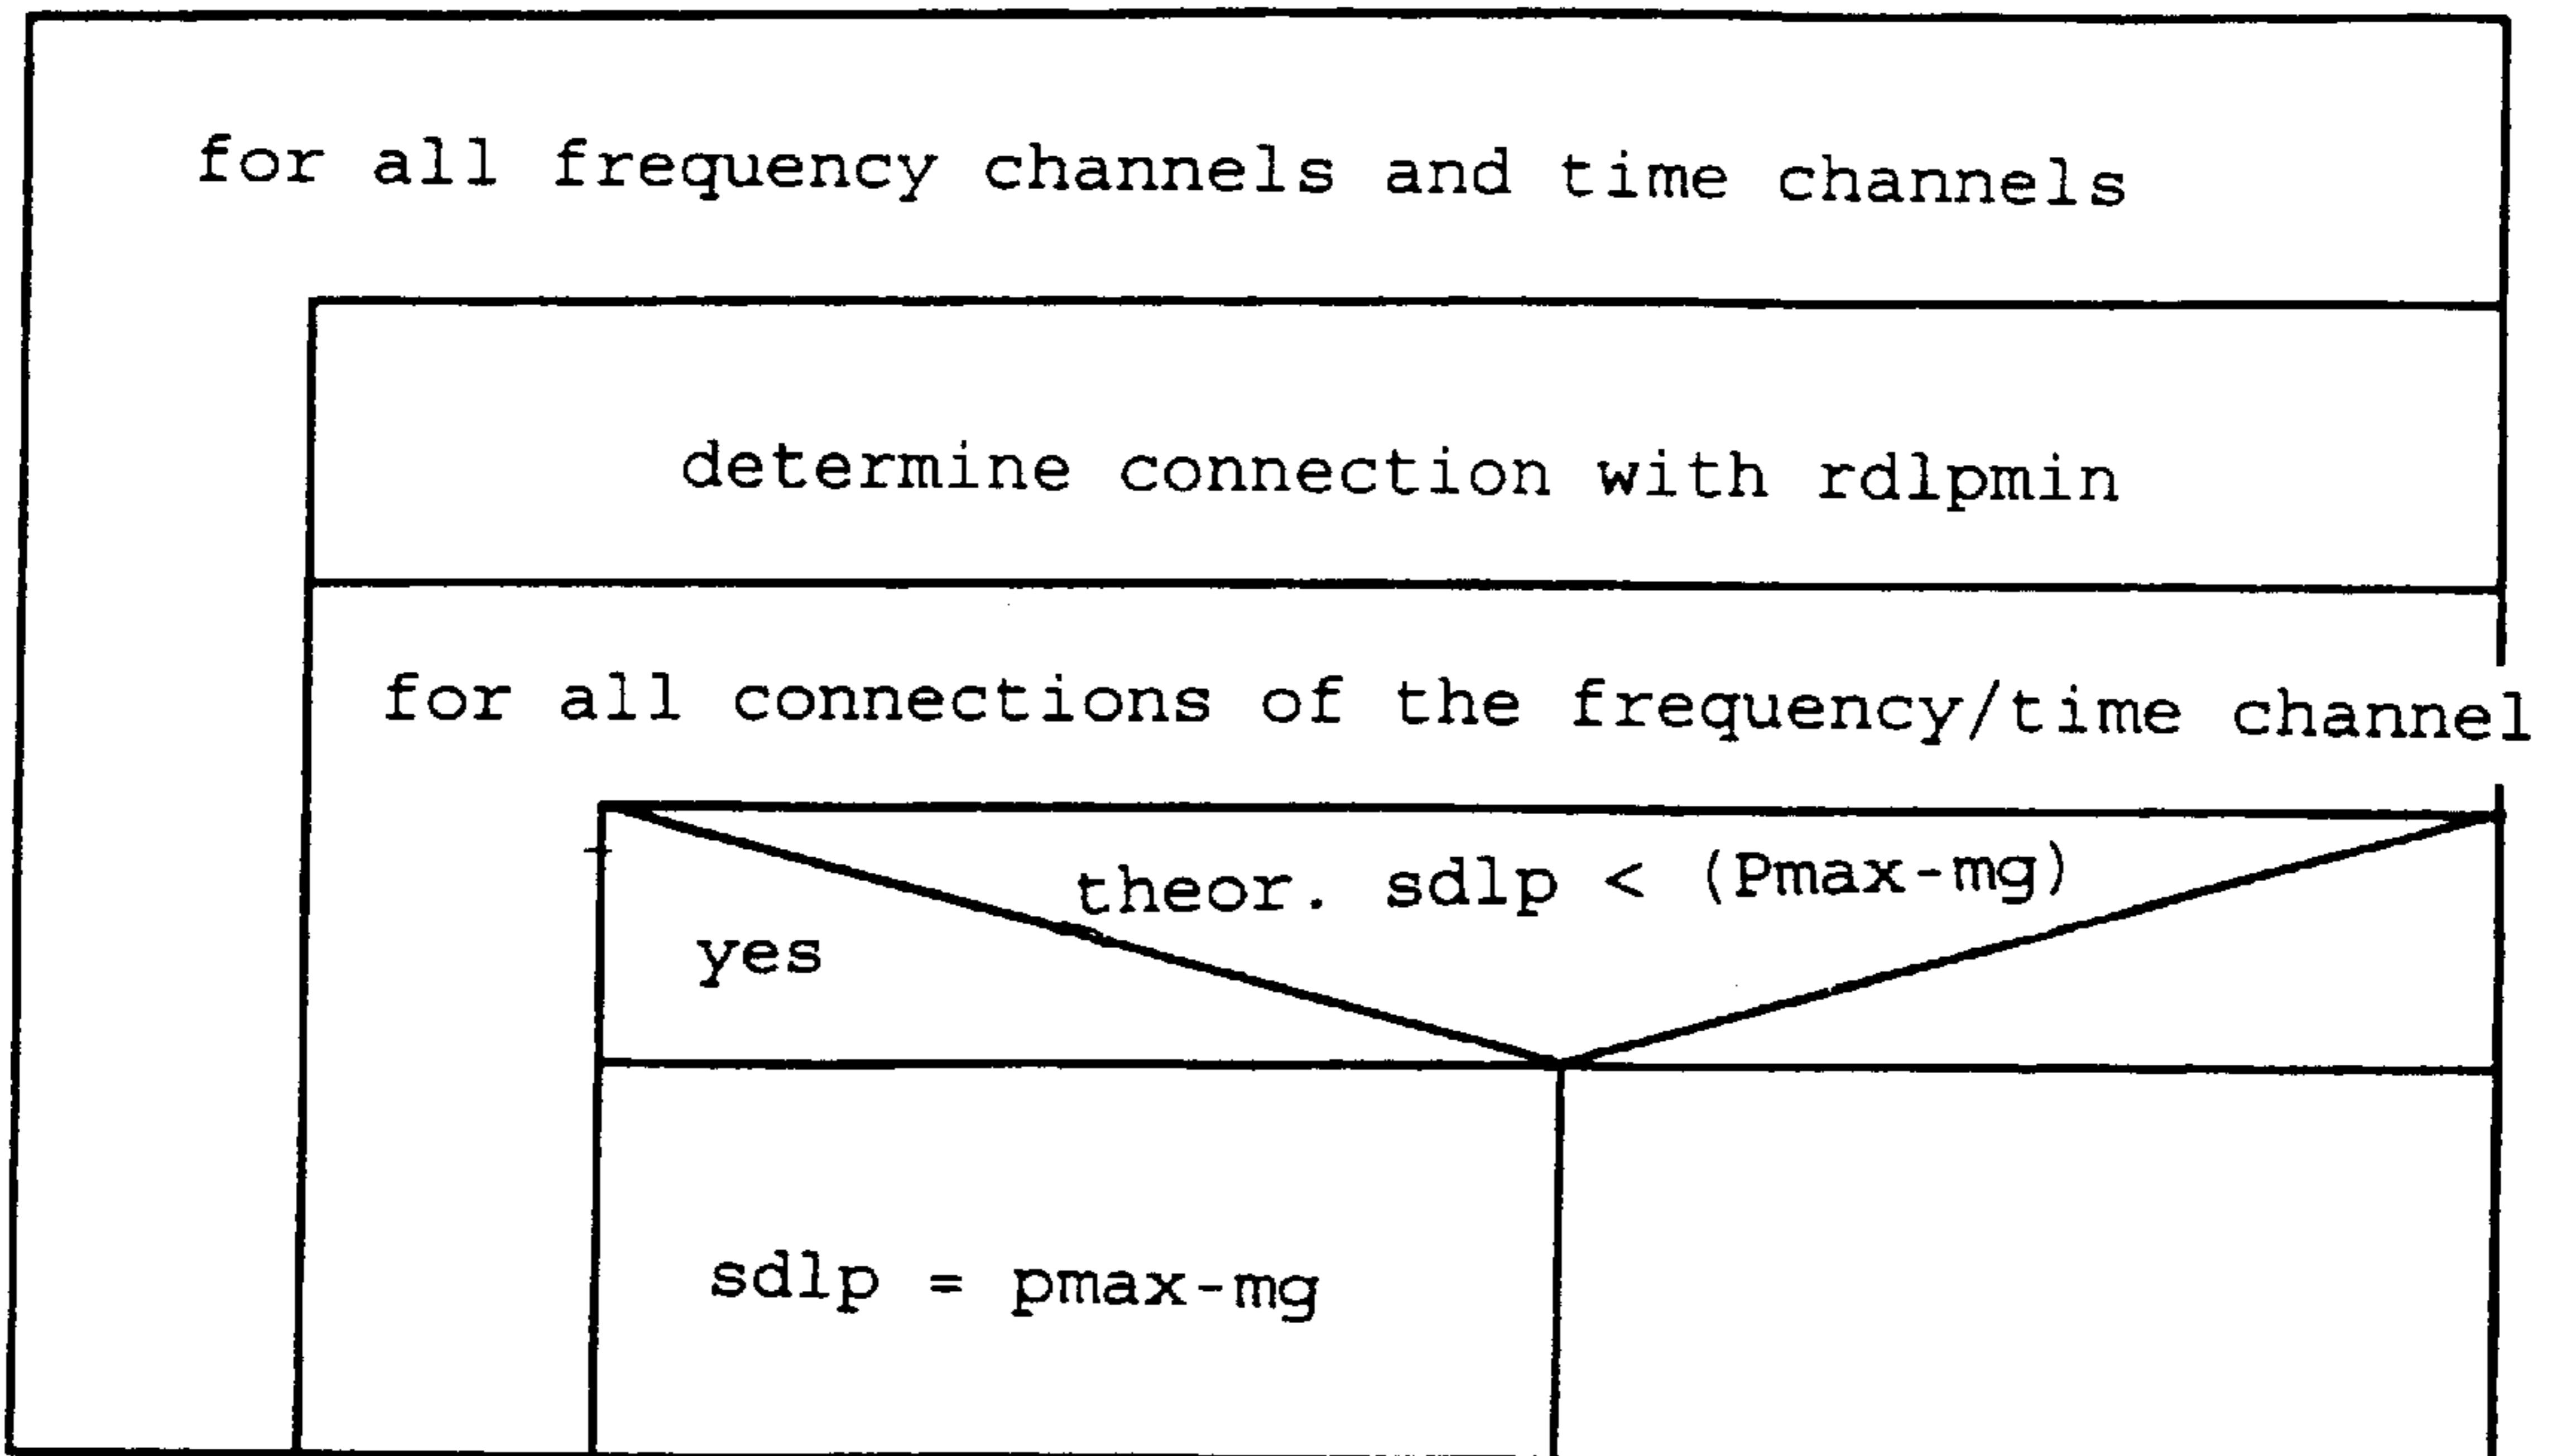 for all frequency channels and time channels
determine connection with rdlpmin
for all connections of the frequency/time channel
theor. sdlp < (Pmax-mg)
yes
sdlp = pmax-mg